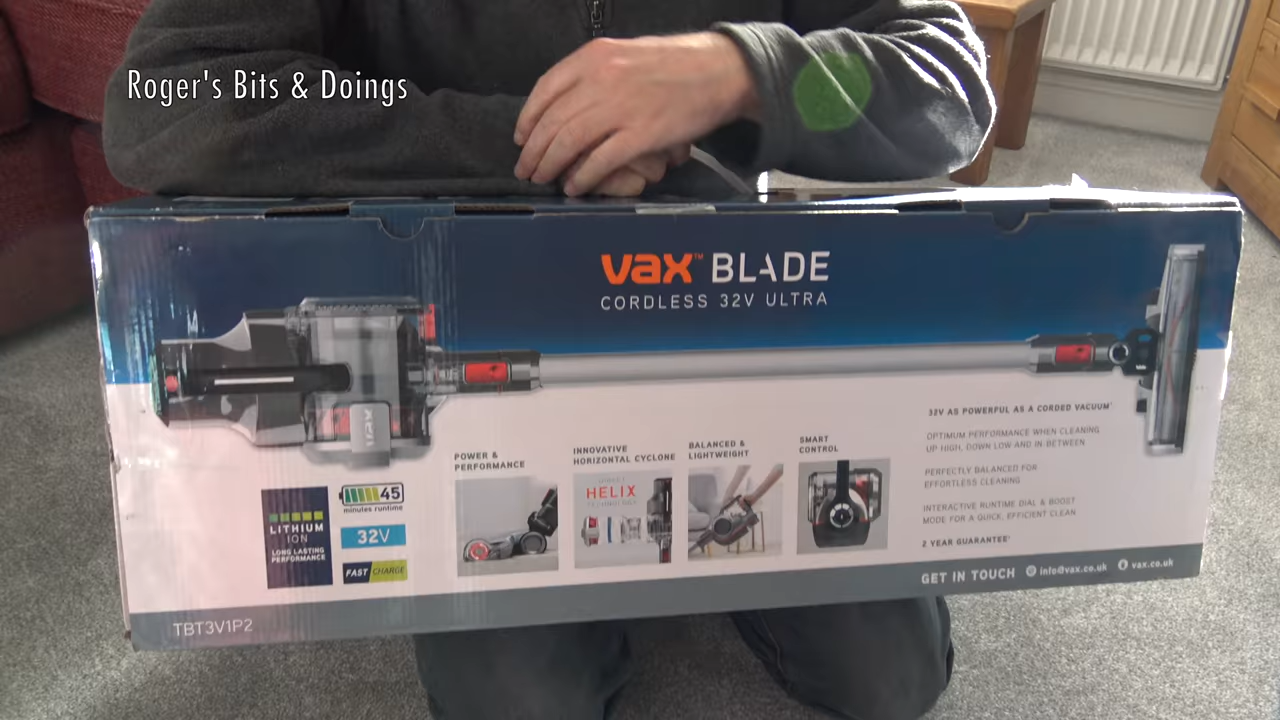 Roger's Bits & Doings
vax™ BLADE
CORDLESS 32V ULTRA
vax
POWER &
PERFORMANCE
INNOVATIVE
HORIZONTAL CYCLONE
HELIX
TECHNOLOGY
BALANCED &
LIGHTWEIGHT
SMART
CONTROL
32V AS POWERFUL AS A CORDED VACUUM
OPTIMUM PERFORMANCE WHEN CLEANING
UP HIGH, DOWN LOW AND IN BETWEEN
PERFECTLY BALANCED FOR
EFFORTLESS CLEANING
INTERACTIVE RUNTIME DIAL & BOOST
MODE FOR A QUICK, EFFICIENT CLEAN
2 YEAR GUARANTEE
LITHIUM
ION
LONG LASTING
PERFORMANCE
45
minutes runtime
32V
FAST CHARGE
GET IN TOUCH info@vax.co.uk vax.co.uk
TBT3V1P2